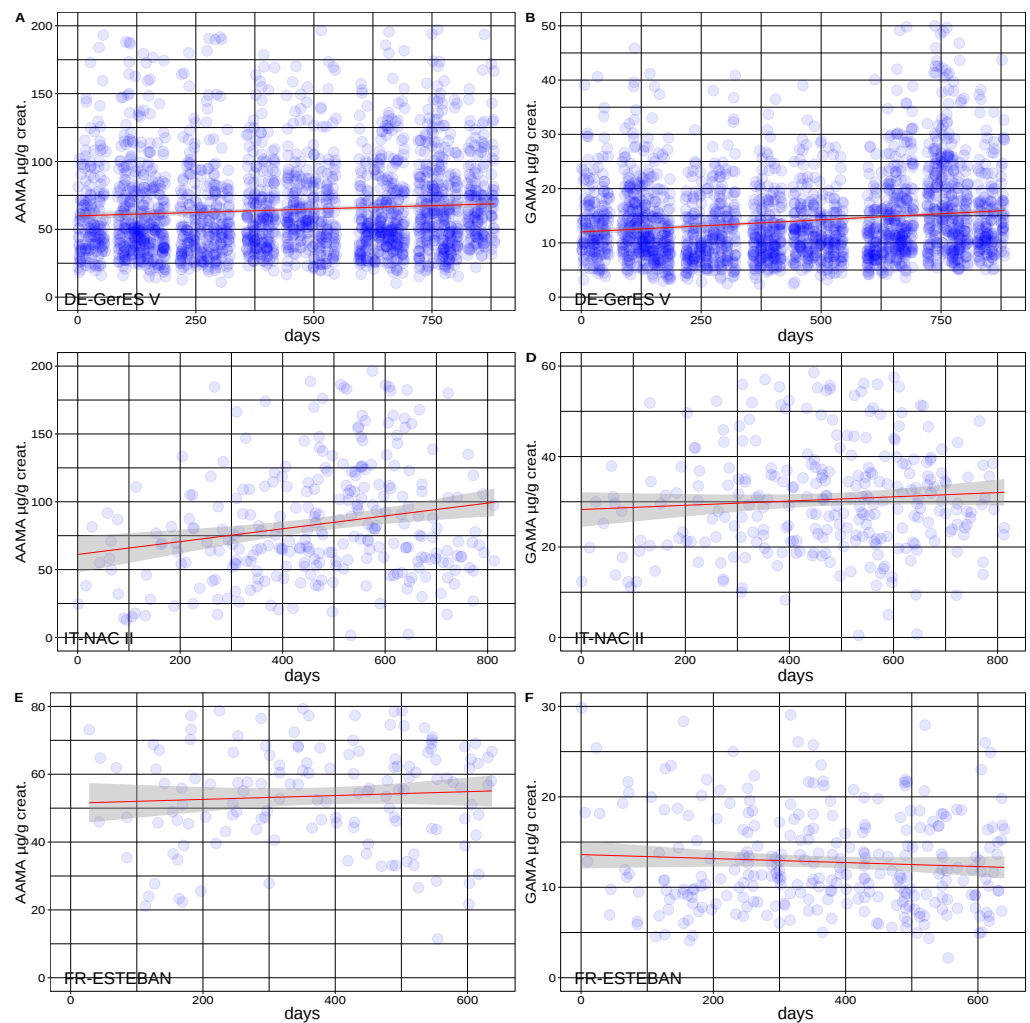 A
B
200
150
100
50
0
AAMA µg/g creat.
DE-GerES V
0 250 500 750
days
50
40
30
20
10
0
GAMA µg/g creat.
DE-GerES V
0 250 500 750
days
D
200
150
100
50
0
AAMA µg/g creat.
IT-NAC II
0 200 400 600 800
days
60
40
20
0
GAMA µg/g creat.
IT-NAC II
0 200 400 600 800
days
E
F
80
60
40
20
0
AAMA µg/g creat.
FR-ESTEBAN
0 200 400 600
days
30
20
10
0
GAMA µg/g creat.
FR-ESTEBAN
0 200 400 600
days